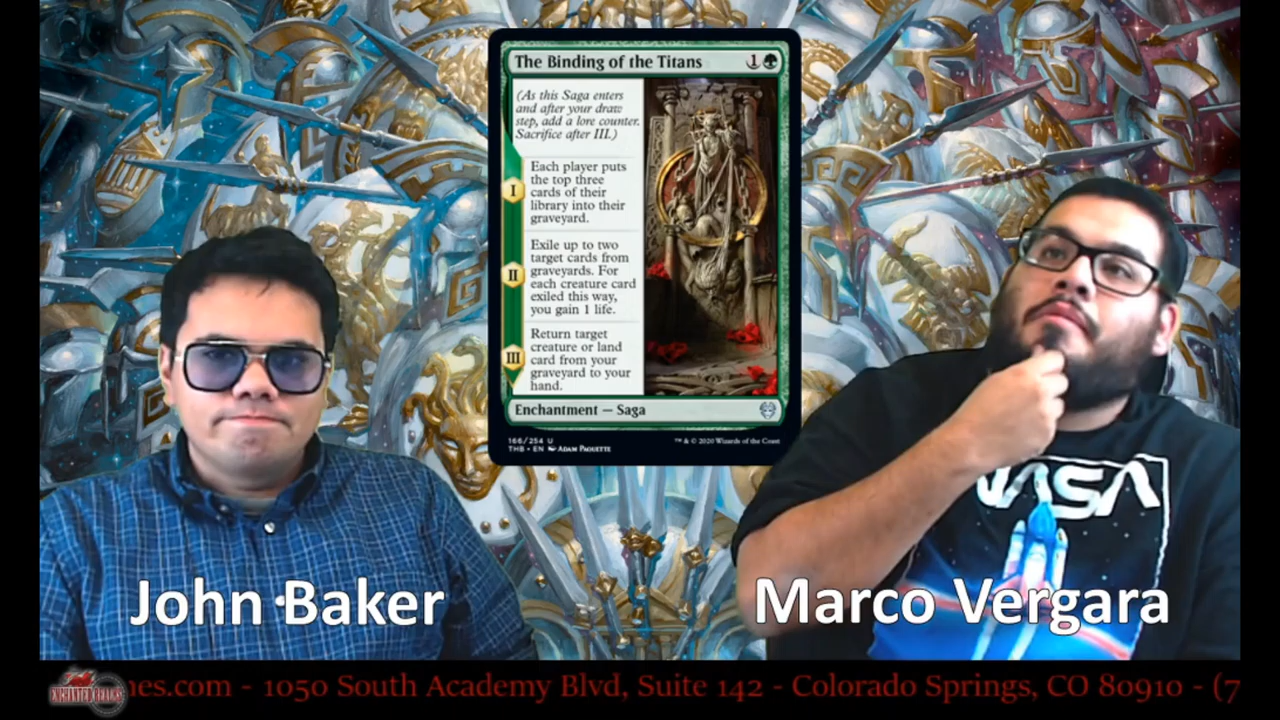 The Binding of the Titans 1
(As this Saga enters
and after your draw
step, add a lore counter.
Sacrifice after III.)
I
Each player puts
the top three
cards of their
library into their
graveyard.
II
Exile up to two
target cards from
graveyards. For
each creature card
exiled this way,
you gain 1 life.
III
Return target
creature or land
card from your
graveyard to your
hand.
Enchantment — Saga
166/254 U
THB • EN ADAM PAQUETTE
™ & © 2020 Wizards of the Coast
NASA
John Baker
Marco Vergara
ENCHANTED REALMS
mes.com - 1050 South Academy Blvd, Suite 142 - Colorado Springs, CO 80910 - (7